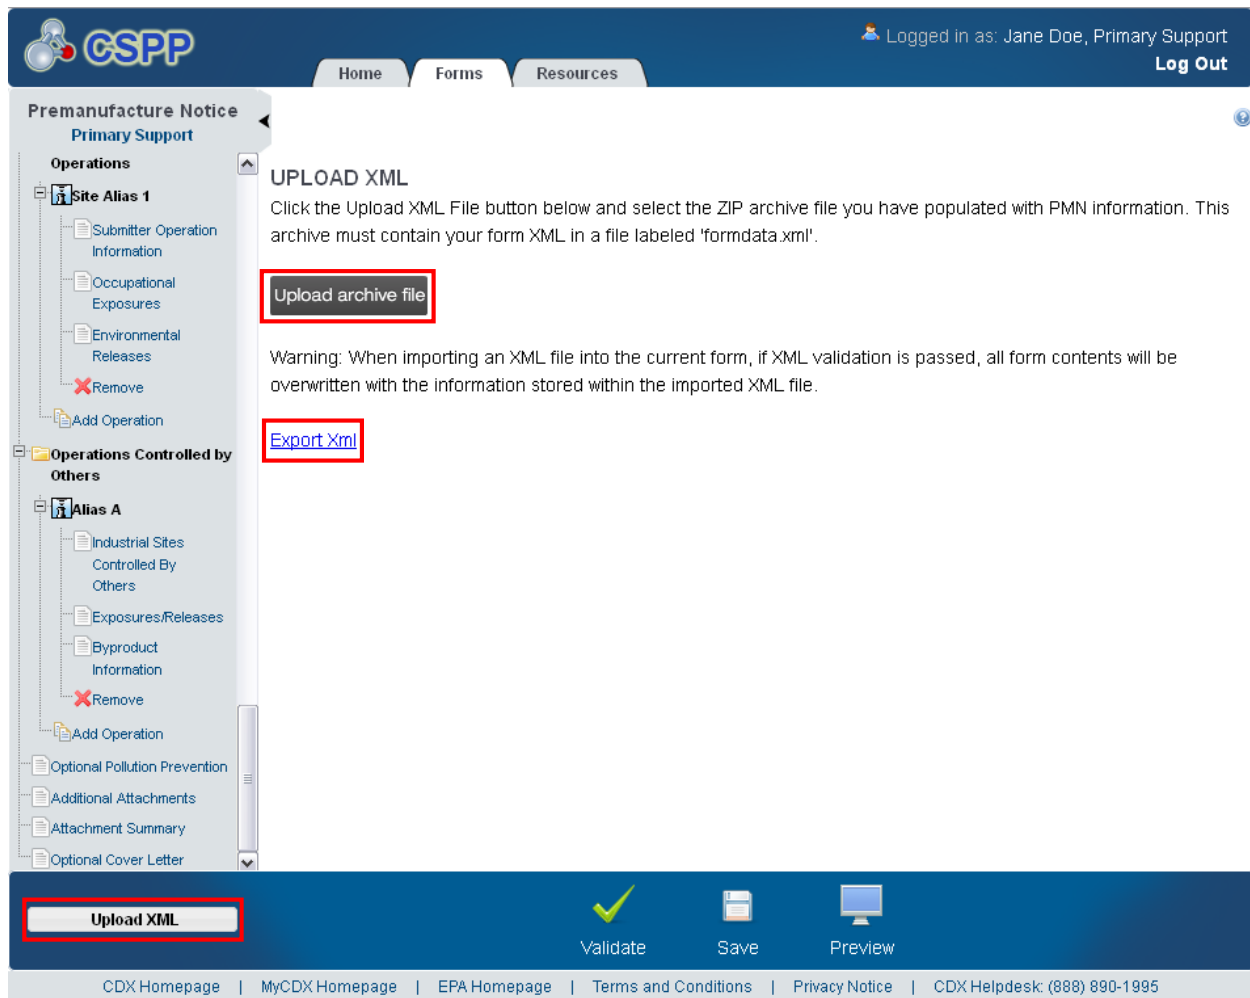 CSPP
Logged in as: Jane Doe, Primary Support
Log Out
Home
Forms
Resources
Premanufacture Notice
Primary Support
Operations
Site Alias 1
Submitter Operation
Information
Occupational
Exposures
Environmental
Releases
Remove
Add Operation
Operations Controlled by
Others
Alias A
Industrial Sites
Controlled By
Others
Exposures/Releases
Byproduct
Information
Remove
Add Operation
Optional Pollution Prevention
Additional Attachments
Attachment Summary
Optional Cover Letter
UPLOAD XML
Click the Upload XML File button below and select the ZIP archive file you have populated with PMN information. This
archive must contain your form XML in a file labeled 'formdata.xml'.
Upload archive file
Warning: When importing an XML file into the current form, if XML validation is passed, all form contents will be
overwritten with the information stored within the imported XML file.
Export Xml
Upload XML
Validate
Save
Preview
CDX Homepage | MyCDX Homepage | EPA Homepage | Terms and Conditions | Privacy Notice | CDX Helpdesk: (888) 890-1995